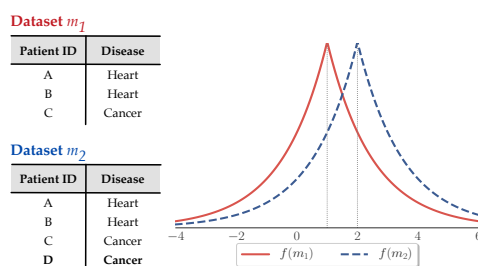 Dataset m₁
Patient ID Disease
A Heart
B Heart
C Cancer
Dataset m₂
Patient ID Disease
A Heart
B Heart
C Cancer
D Cancer
−4 −2 0 2 4 6
f(m₁) f(m₂)